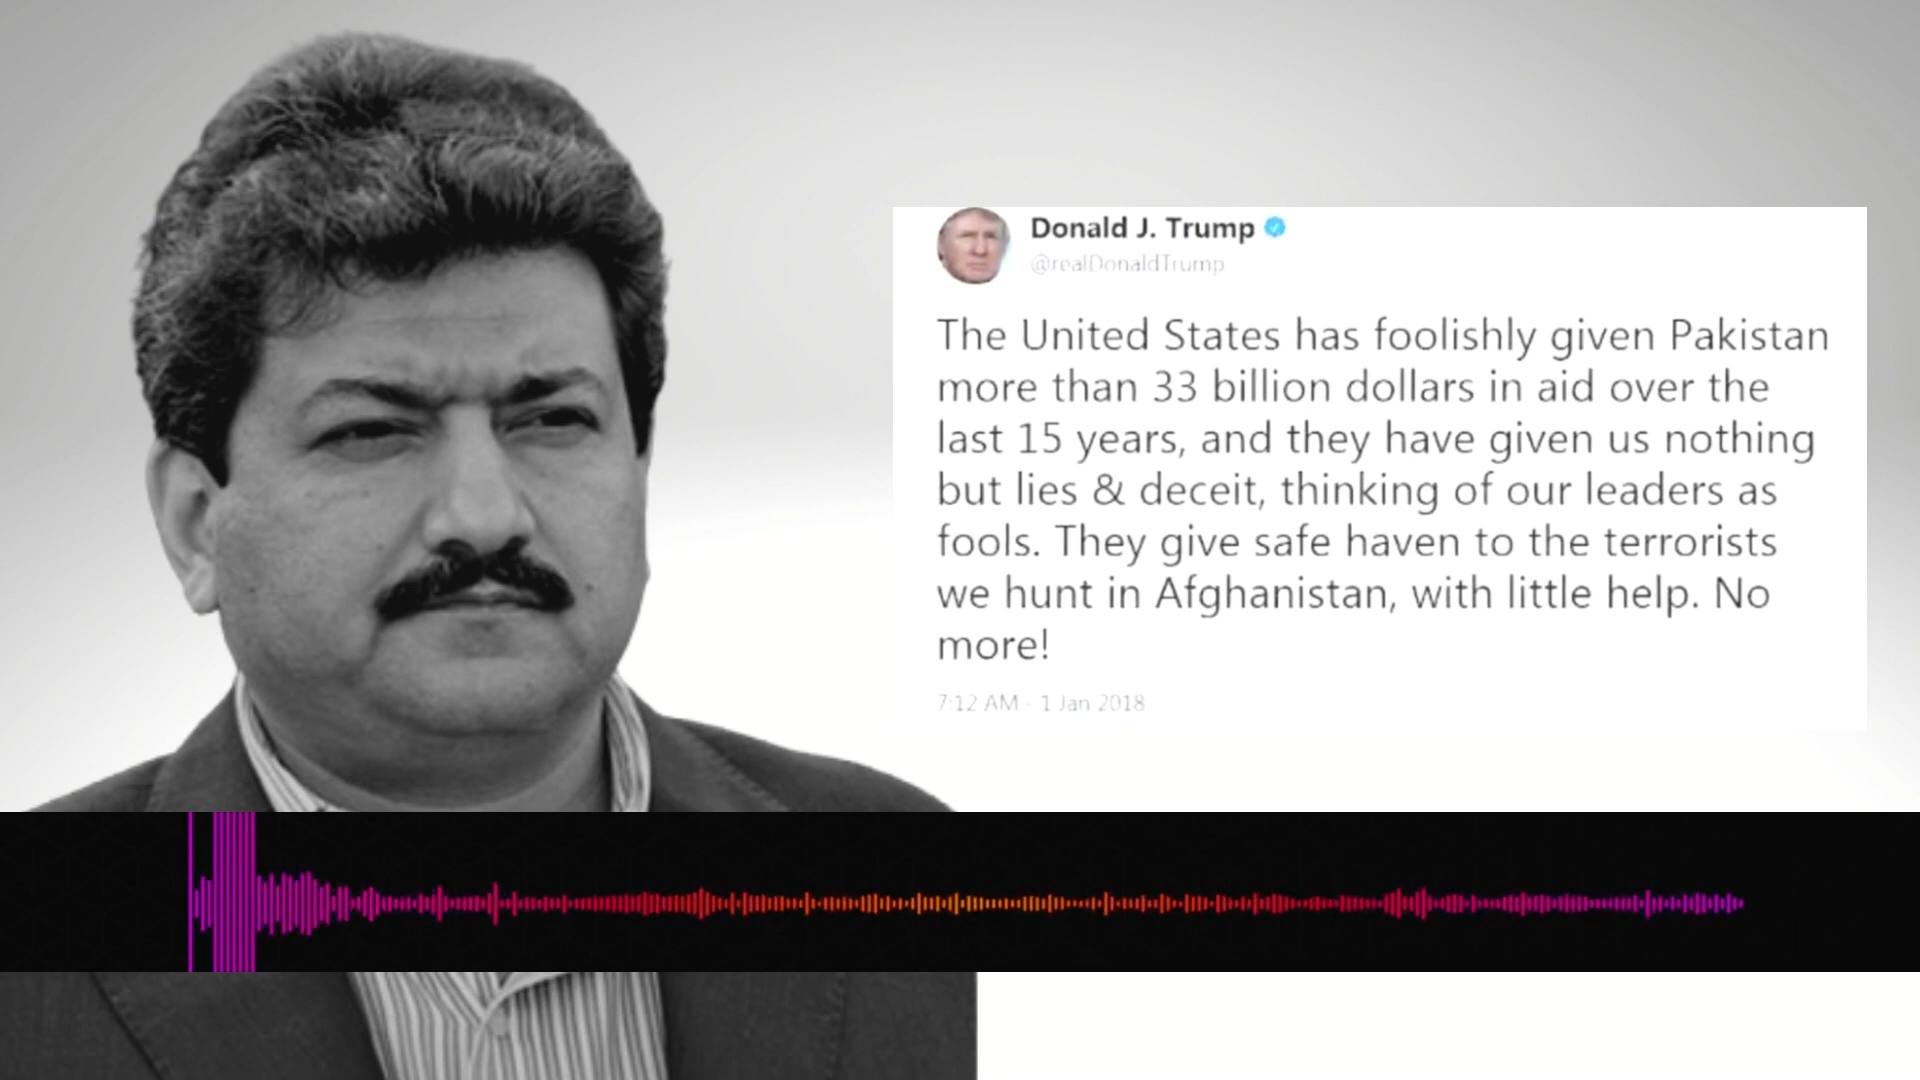 Donald J. Trump
@realDonaldTrump
The United States has foolishly given Pakistan
more than 33 billion dollars in aid over the
last 15 years, and they have given us nothing
but lies & deceit, thinking of our leaders as
fools. They give safe haven to the terrorists
we hunt in Afghanistan, with little help. No
more!
7:12 AM - 1 Jan 2018